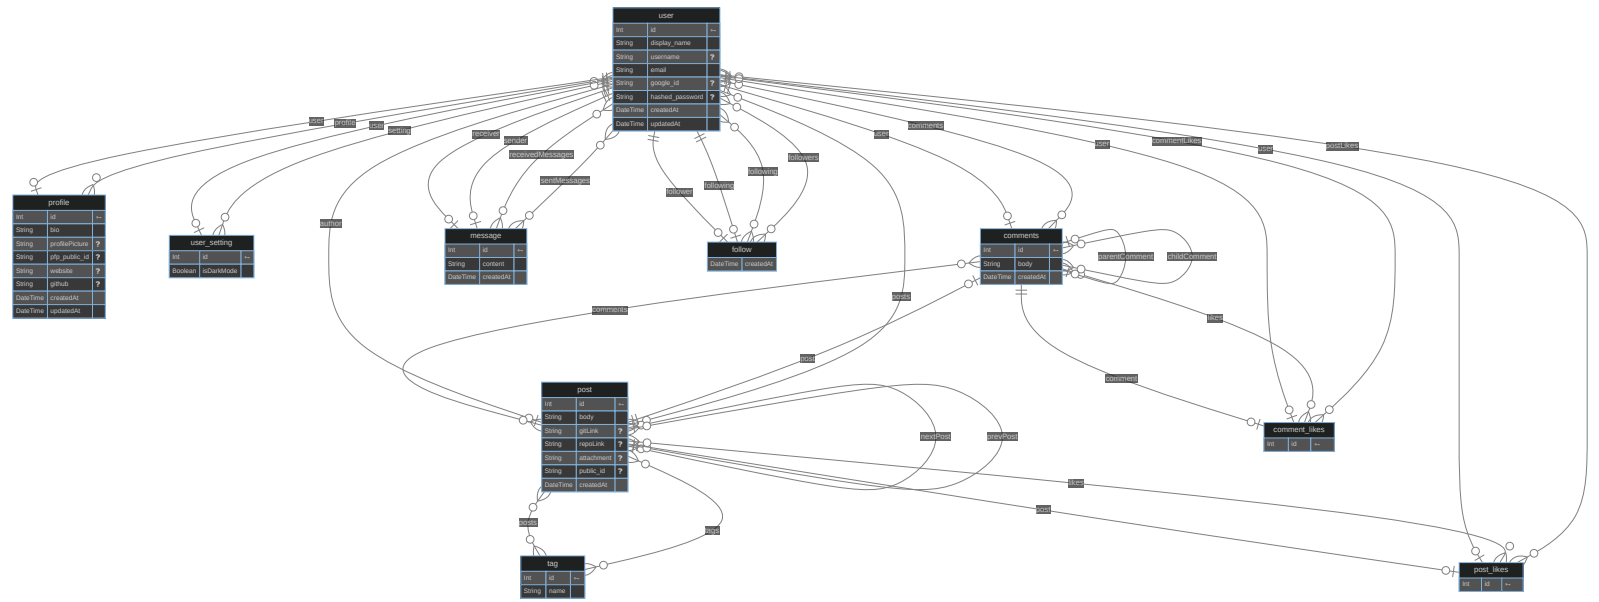 user
Int id
String display_name
String username ?
String email
String google_id ?
String hashed_password ?
DateTime createdAt
DateTime updatedAt
user
profile
user
setting
receiver
sender
receivedMessages
sentMessages
follower
following
following
followers
user
comments
user
commentLikes
user
postLikes
profile
Int id
String bio
String profilePicture ?
String pfp_public_id ?
String website ?
String github ?
DateTime createdAt
DateTime updatedAt
user_setting
Int id
Boolean isDarkMode
author
message
Int id
String content
DateTime createdAt
follow
DateTime createdAt
comments
Int id
String body
DateTime createdAt
parentComment
childComment
comments
posts
likes
post
comment
post
Int id
String body
String gitLink ?
String repoLink ?
String attachment ?
String public_id ?
DateTime createdAt
nextPost
prevPost
comment_likes
Int id
likes
post
posts
tags
tag
Int id
String name
post_likes
Int id